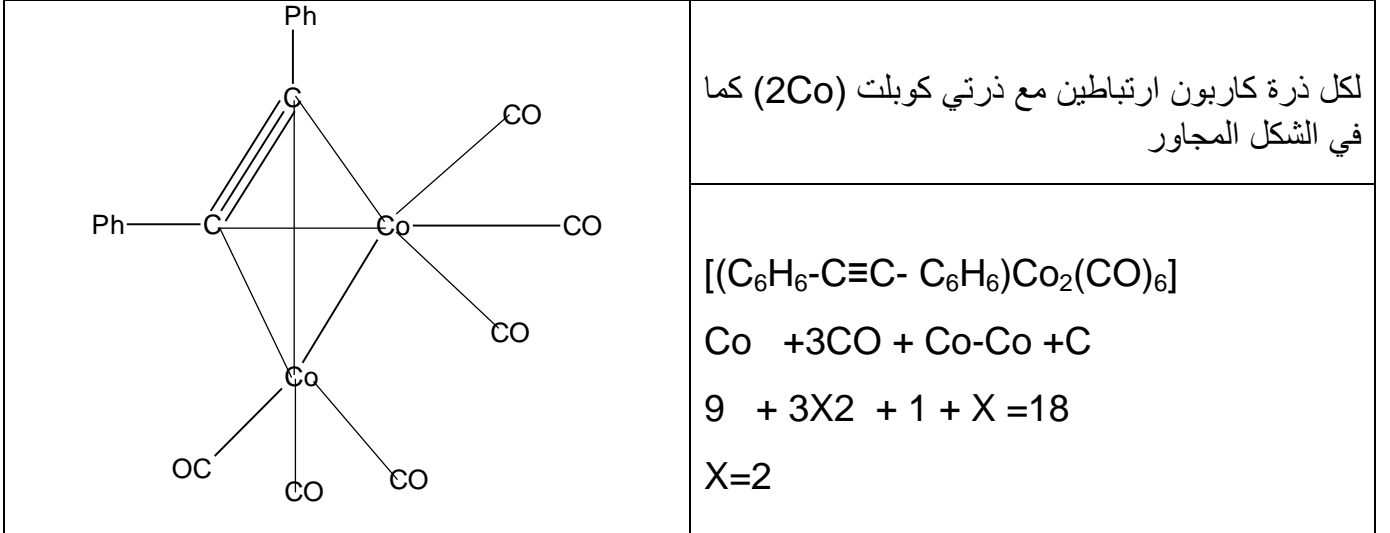 Ph
C
CO
Ph
C
Co
CO
CO
Co
OC
CO
CO
لكل ذرة كاربون ارتباطين مع ذرتي كوبلت (2Co) كما
في الشكل المجاور
[(C₆H₆-C≡C- C₆H₆)Co₂(CO)₆]
Co +3CO + Co-Co +C
9 + 3X2 + 1 + X =18
X=2